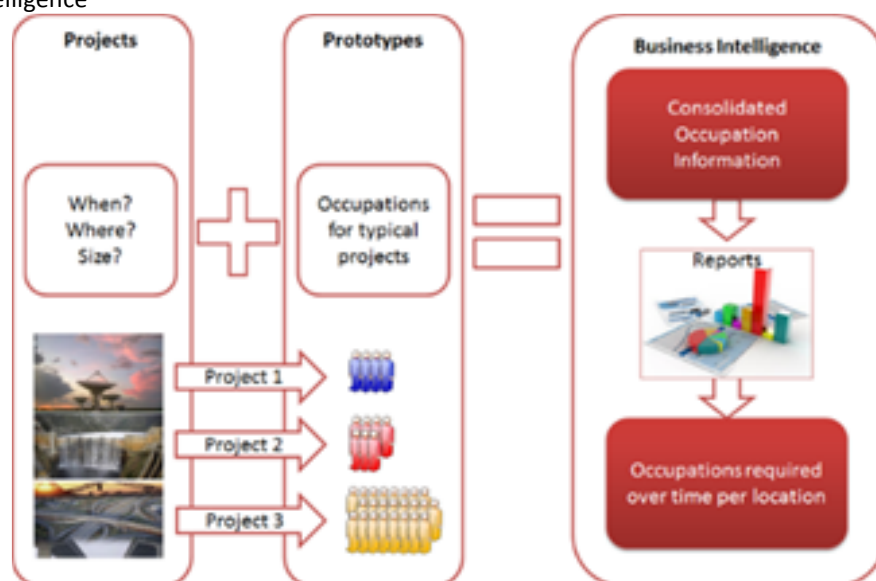 elligence
Projects
Prototypes
Business Intelligence
When?
Where?
Size?
Occupations
for typical
projects
Consolidated
Occupation
Information
Reports
Project 1
Project 2
Project 3
Occupations required
over time per location